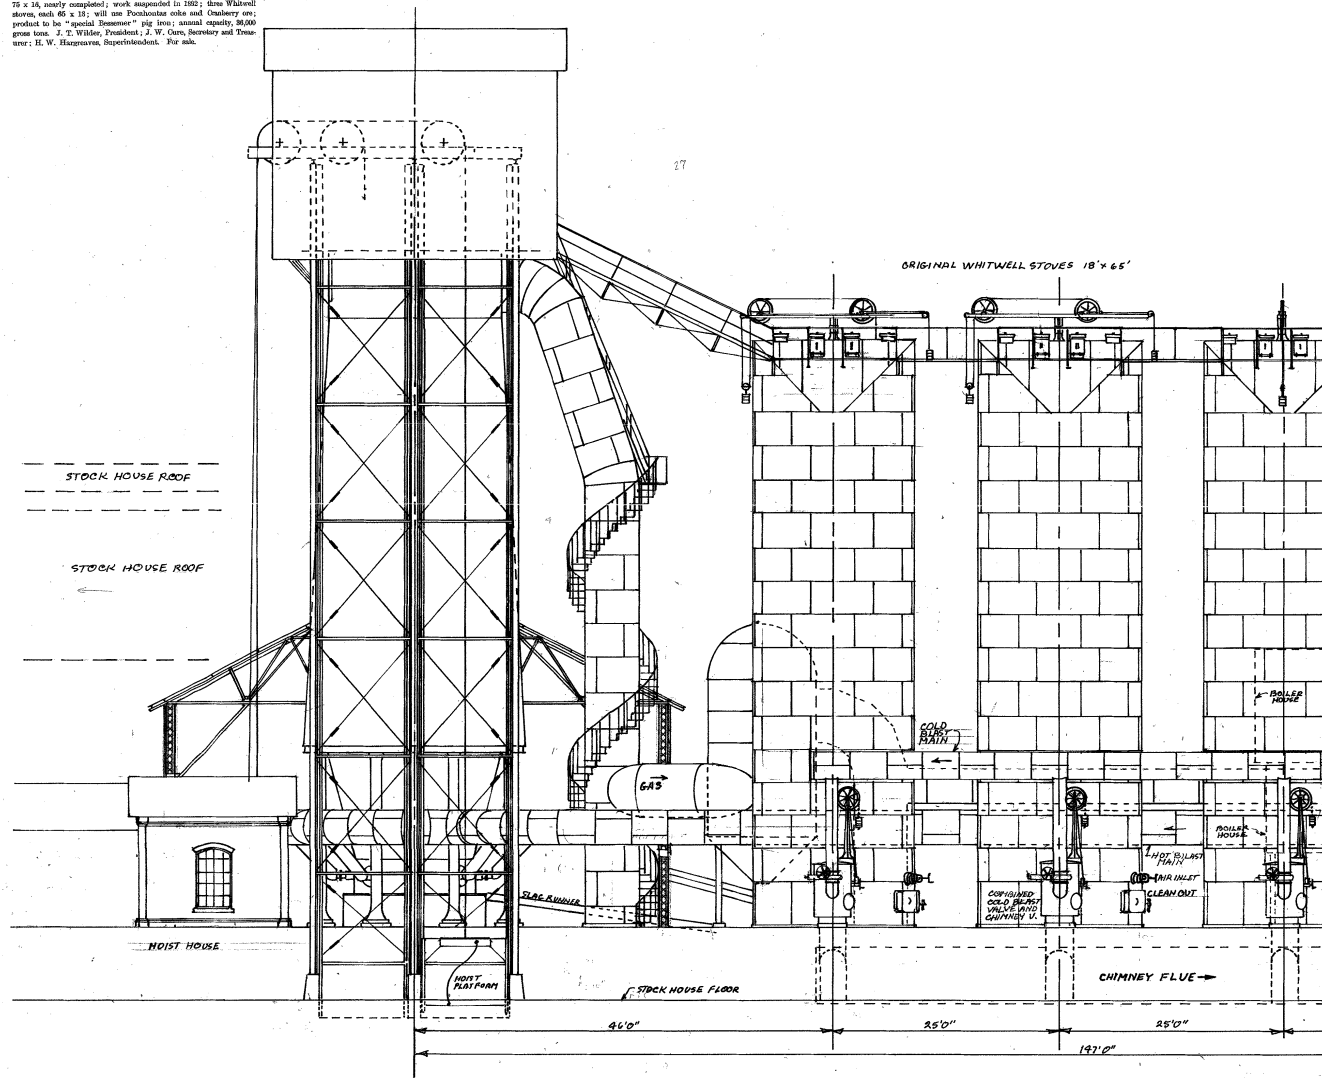 75 x 16, nearly completed; work suspended in 1892; three Whitwell
stoves, each 65 x 18; will use Pocahontas coke and Cranberry ore;
product to be "special Bessemer" pig iron; annual capacity, 36,000
gross tons. J. T. Wilder, President; J. W. Gure, Secretary and Treas-
urer; H. W. Hargreaves, Superintendent. For sale.
27
ORIGINAL WHITWELL STOVES 18'x65'
STOCK HOUSE ROOF
STOCK HOUSE ROOF
BOILER
HOUSE
COLD
BLAST
MAIN
GAS
BOILER
HOUSE
HOT BLAST
MAIN
AIR INLET
CLEAN OUT
COMBINED
COLD BLAST
VALVE AND
CHIMNEY V.
SLAG RUNNER
HOIST HOUSE
HOIST
PLATFORM
CHIMNEY FLUE
STOCK HOUSE FLOOR
46'0"
25'0"
25'0"
147'0"